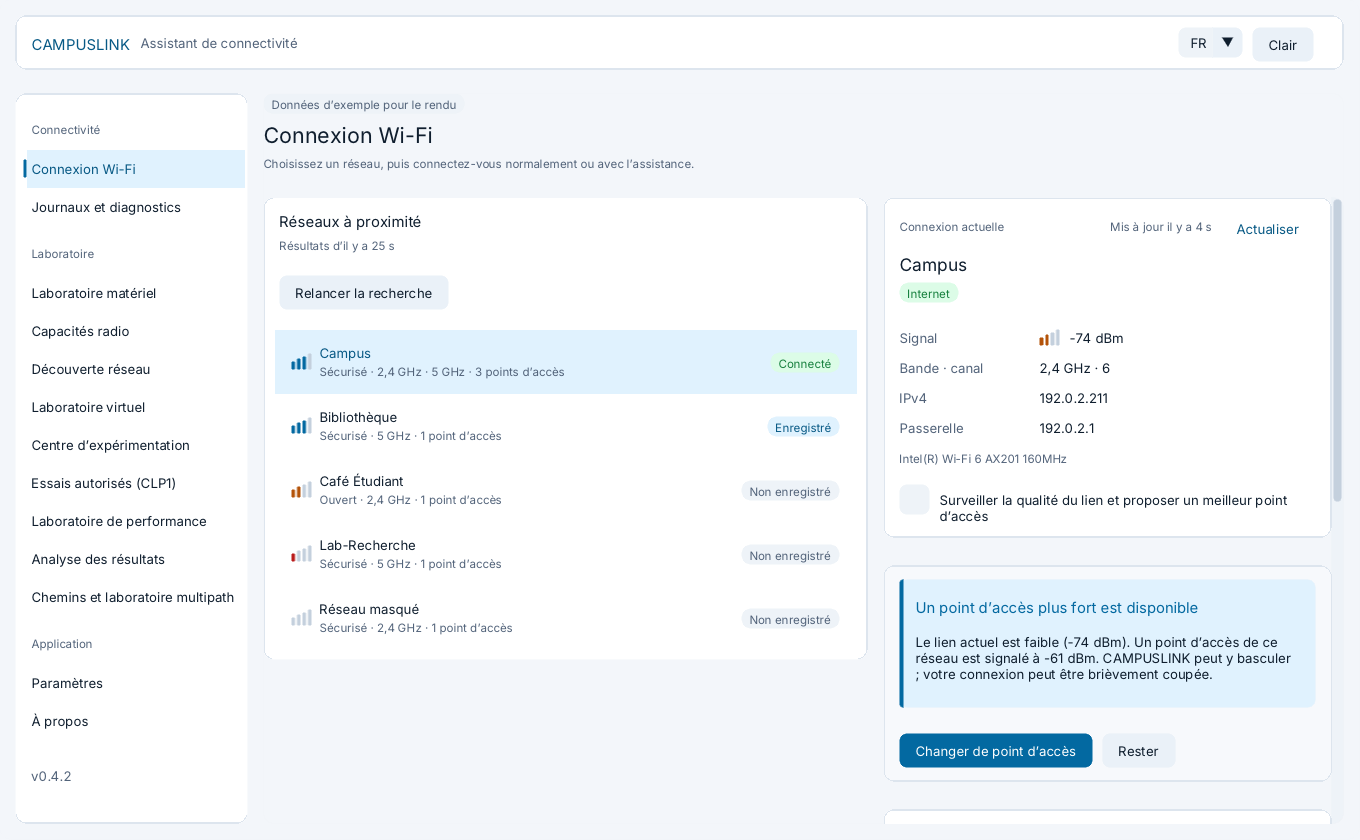 CAMPUSLINK Assistant de connectivité
FR ▼ Clair
Connectivité
Connexion Wi-Fi
Journaux et diagnostics
Laboratoire
Laboratoire matériel
Capacités radio
Découverte réseau
Laboratoire virtuel
Centre d’expérimentation
Essais autorisés (CLP1)
Laboratoire de performance
Analyse des résultats
Chemins et laboratoire multipath
Application
Paramètres
À propos
v0.4.2
Données d’exemple pour le rendu
Connexion Wi-Fi
Choisissez un réseau, puis connectez-vous normalement ou avec l’assistance.
Réseaux à proximité
Résultats d’il y a 25 s
Relancer la recherche
Campus
Sécurisé · 2,4 GHz · 5 GHz · 3 points d’accès
Connecté
Bibliothèque
Sécurisé · 5 GHz · 1 point d’accès
Enregistré
Café Étudiant
Ouvert · 2,4 GHz · 1 point d’accès
Non enregistré
Lab-Recherche
Sécurisé · 5 GHz · 1 point d’accès
Non enregistré
Réseau masqué
Sécurisé · 2,4 GHz · 1 point d’accès
Non enregistré
Connexion actuelle Mis à jour il y a 4 s Actualiser
Campus
Internet
Signal -74 dBm
Bande · canal 2,4 GHz · 6
IPv4 192.0.2.211
Passerelle 192.0.2.1
Intel(R) Wi-Fi 6 AX201 160MHz
Surveiller la qualité du lien et proposer un meilleur point
d’accès
Un point d’accès plus fort est disponible
Le lien actuel est faible (-74 dBm). Un point d’accès de ce
réseau est signalé à -61 dBm. CAMPUSLINK peut y basculer
; votre connexion peut être brièvement coupée.
Changer de point d’accès Rester